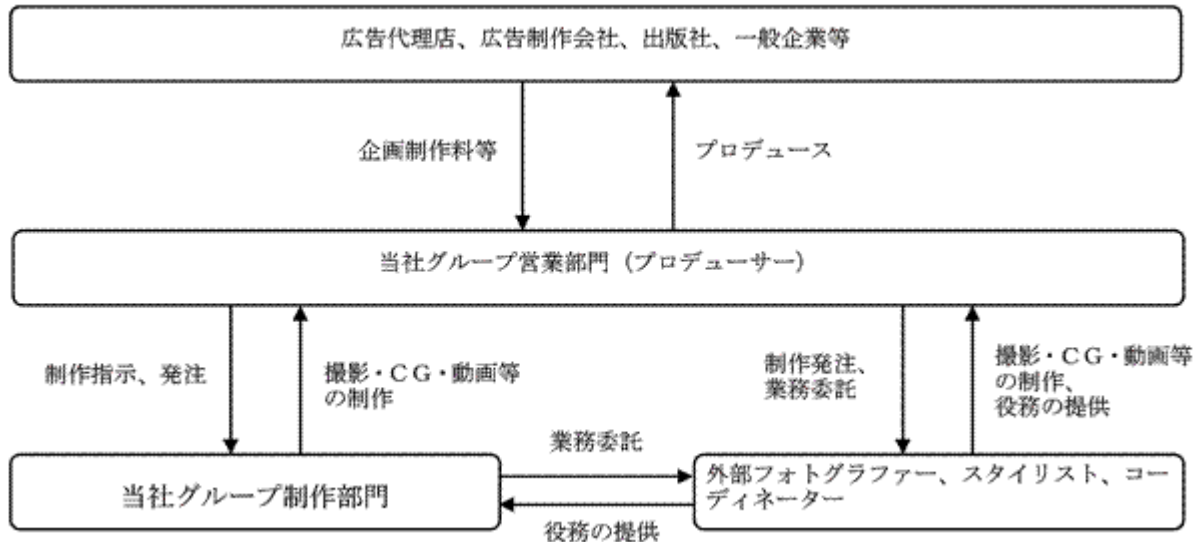 広告代理店、広告制作会社、出版社、一般企業等
企画制作料等
プロデュース
当社グループ営業部門（プロデューサー）
制作指示、発注
撮影・ＣＧ・動画等
の制作
制作発注、
業務委託
撮影・ＣＧ・動画等
の制作、
役務の提供
業務委託
当社グループ制作部門
外部フォトグラファー、スタイリスト、コー
ディネーター
役務の提供